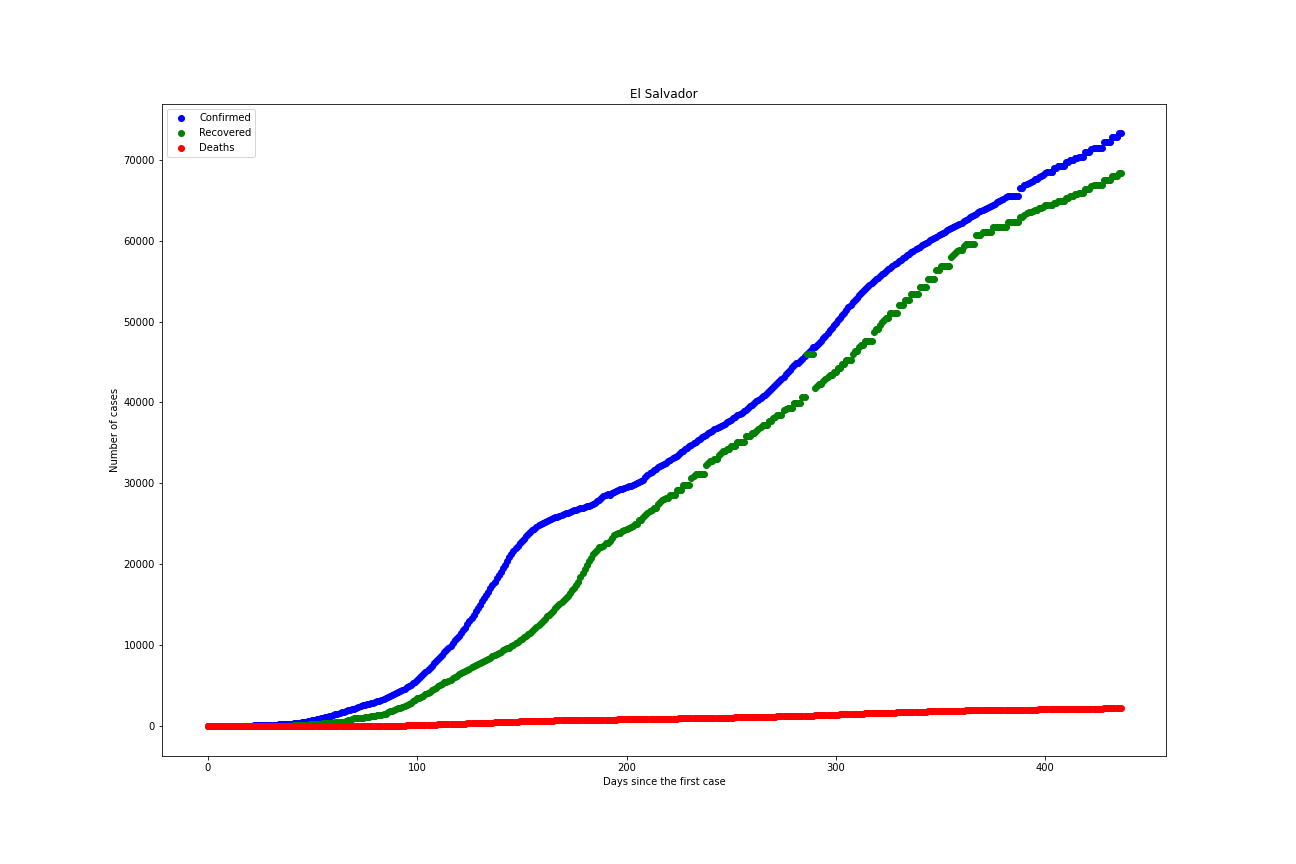 El Salvador
Confirmed
Recovered
Deaths
Number of cases
70000
60000
50000
40000
30000
20000
10000
0
0 100 200 300 400
Days since the first case